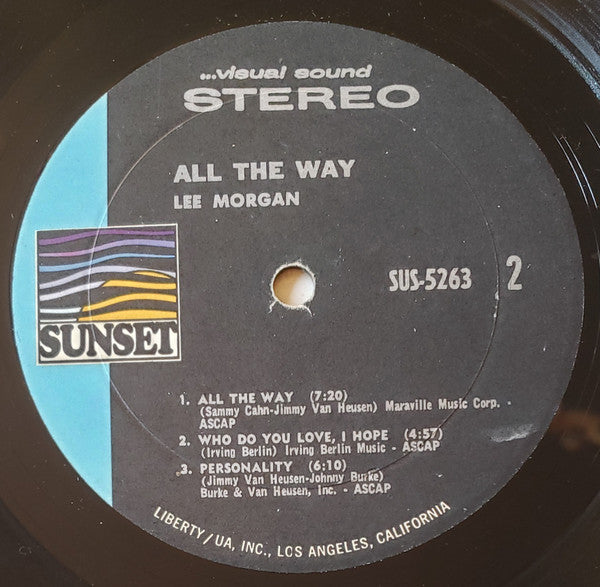 ...visual sound
STEREO
ALL THE WAY
LEE MORGAN
SUS-5263 2
SUNSET
1. ALL THE WAY (7:20)
(Sammy Cahn-Jimmy Van Heusen) Maraville Music Corp. -
ASCAP
2. WHO DO YOU LOVE, I HOPE (4:57)
(Irving Berlin) Irving Berlin Music - ASCAP
3. PERSONALITY (6:10)
(Jimmy Van Heusen-Johnny Burke)
Burke & Van Heusen, Inc. - ASCAP
LIBERTY/UA, INC., LOS ANGELES, CALIFORNIA